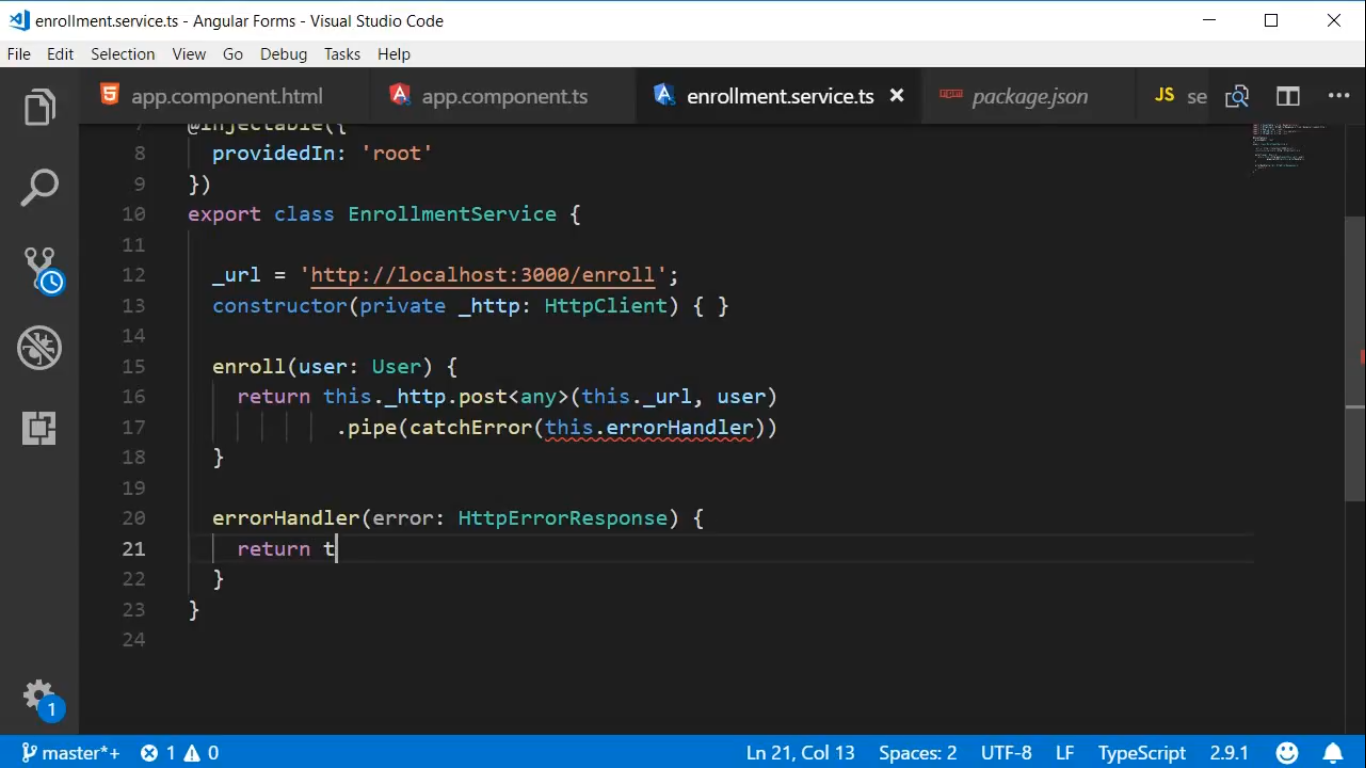 enrollment.service.ts - Angular Forms - Visual Studio Code
File Edit Selection View Go Debug Tasks Help
app.component.html app.component.ts enrollment.service.ts package.json JS se
7 @Injectable({
8 providedIn: 'root'
9 })
10 export class EnrollmentService {
11
12 _url = 'http://localhost:3000/enroll';
13 constructor(private _http: HttpClient) { }
14
15 enroll(user: User) {
16 return this._http.post<any>(this._url, user)
17 .pipe(catchError(this.errorHandler))
18 }
19
20 errorHandler(error: HttpErrorResponse) {
21 return t
22 }
23 }
24
1
master*+ 1 0 Ln 21, Col 13 Spaces: 2 UTF-8 LF TypeScript 2.9.1